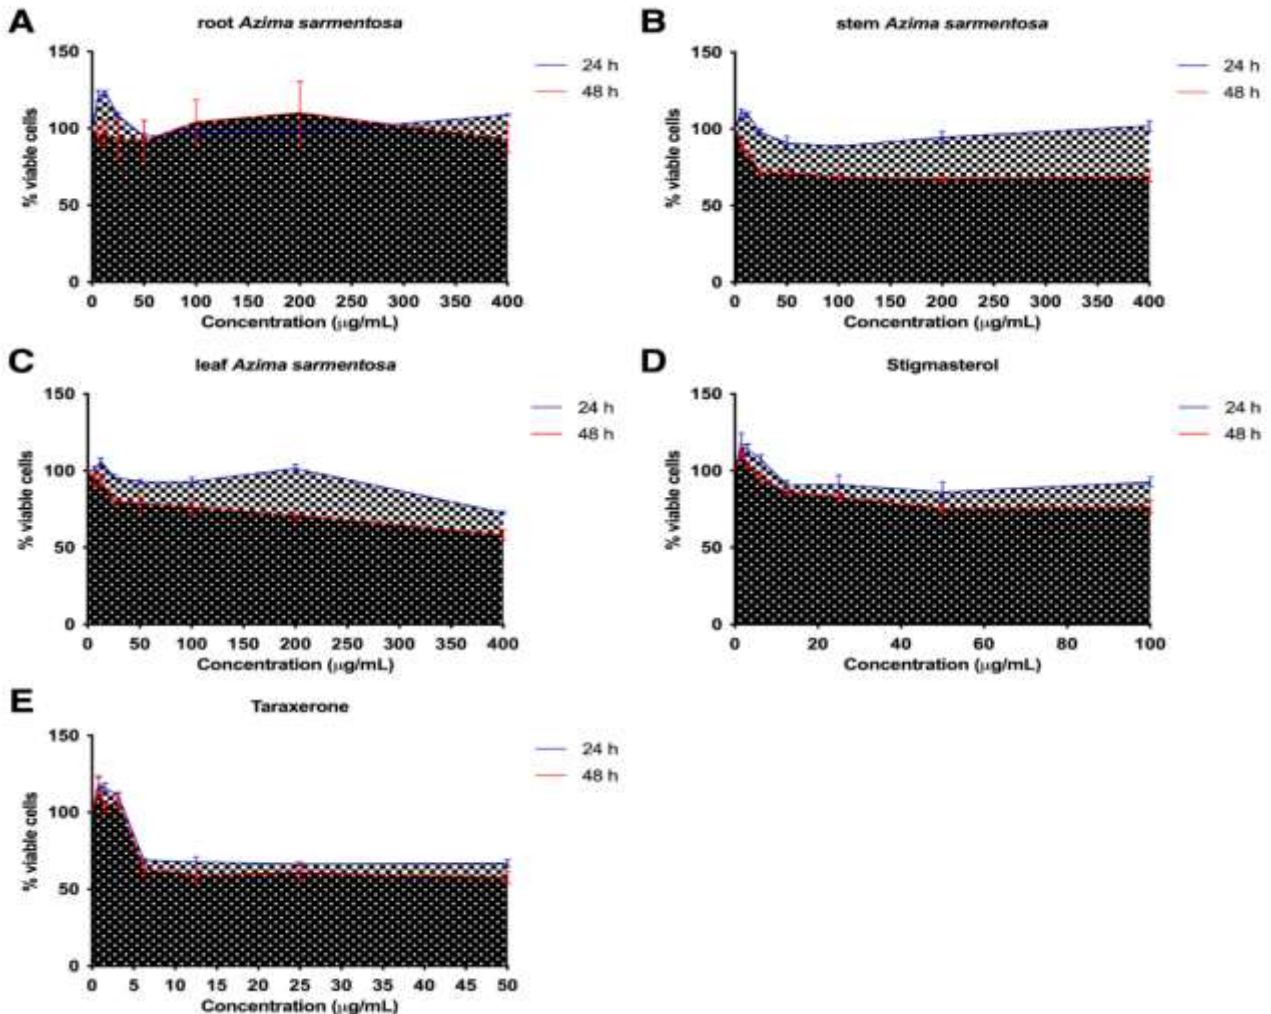 A
root Azima sarmentosa
24 h
48 h
150
100
50
0
% viable cells
0 50 100 150 200 250 300 350 400
Concentration (μg/mL)
B
stem Azima sarmentosa
24 h
48 h
150
100
50
0
% viable cells
0 50 100 150 200 250 300 350 400
Concentration (μg/mL)
C
leaf Azima sarmentosa
24 h
48 h
150
100
50
0
% viable cells
0 50 100 150 200 250 300 350 400
Concentration (μg/mL)
D
Stigmasterol
24 h
48 h
150
100
50
0
% viable cells
0 20 40 60 80 100
Concentration (μg/mL)
E
Taraxerone
24 h
48 h
150
100
50
0
% viable cells
0 5 10 15 20 25 30 35 40 45 50
Concentration (μg/mL)